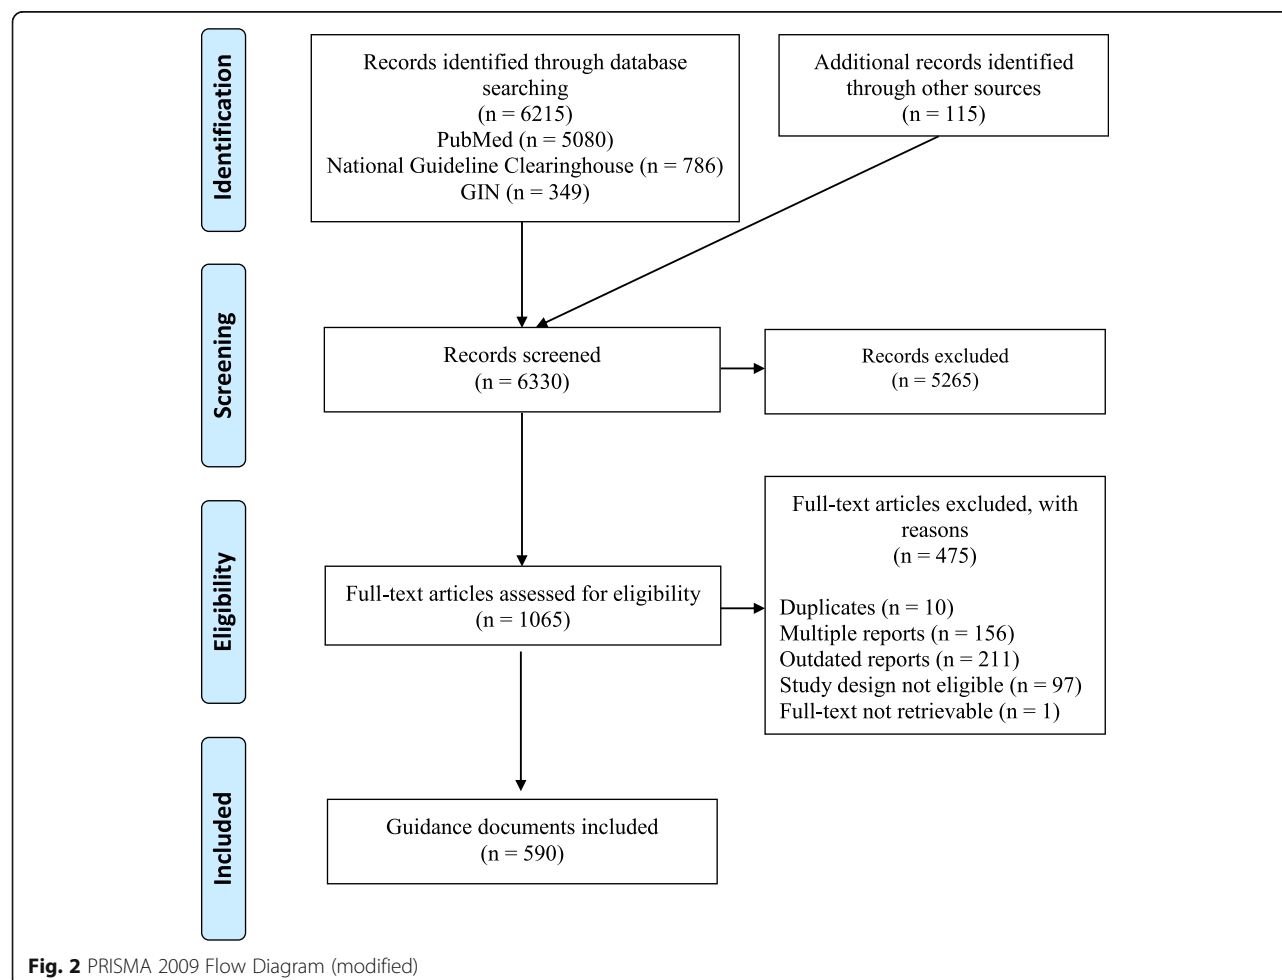 Identification
Records identified through database
searching
(n = 6215)
PubMed (n = 5080)
National Guideline Clearinghouse (n = 786)
GIN (n = 349)
Additional records identified
through other sources
(n = 115)
Screening
Records screened
(n = 6330)
Records excluded
(n = 5265)
Eligibility
Full-text articles assessed for eligibility
(n = 1065)
Full-text articles excluded, with
reasons
(n = 475)
Duplicates (n = 10)
Multiple reports (n = 156)
Outdated reports (n = 211)
Study design not eligible (n = 97)
Full-text not retrievable (n = 1)
Included
Guidance documents included
(n = 590)
Fig. 2 PRISMA 2009 Flow Diagram (modified)